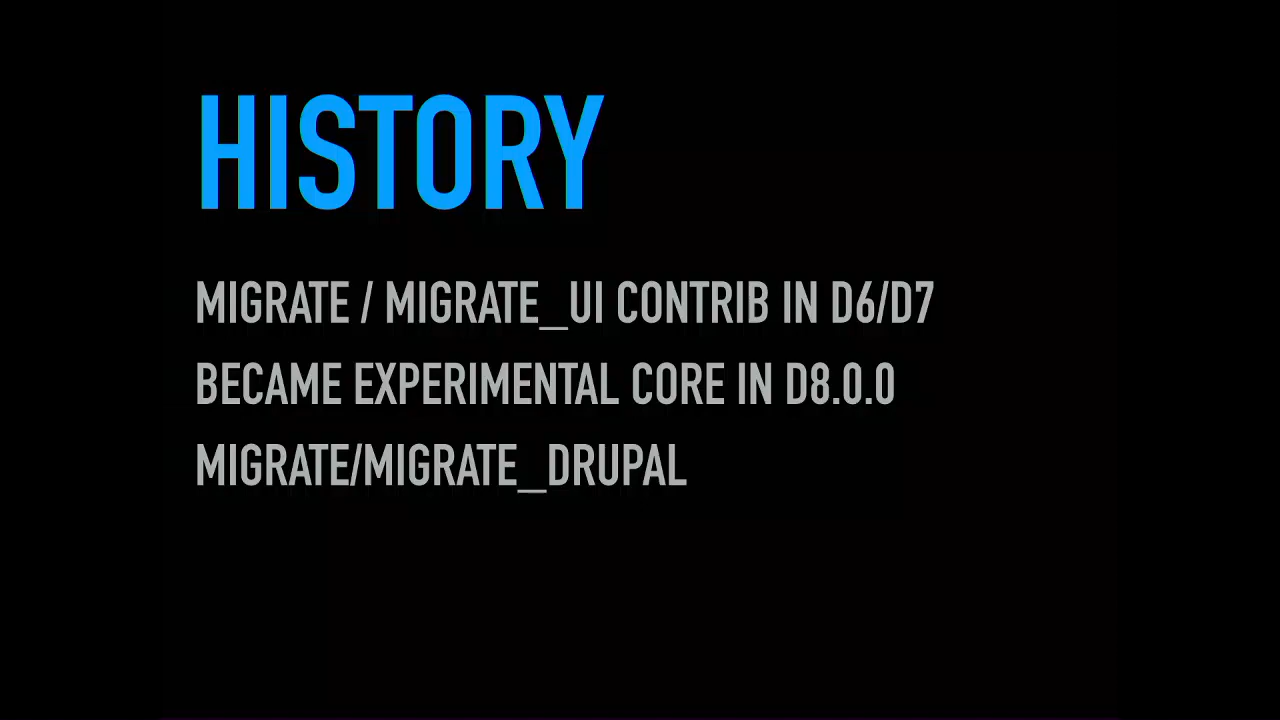 HISTORY
MIGRATE / MIGRATE_UI CONTRIB IN D6/D7
BECAME EXPERIMENTAL CORE IN D8.0.0
MIGRATE/MIGRATE_DRUPAL